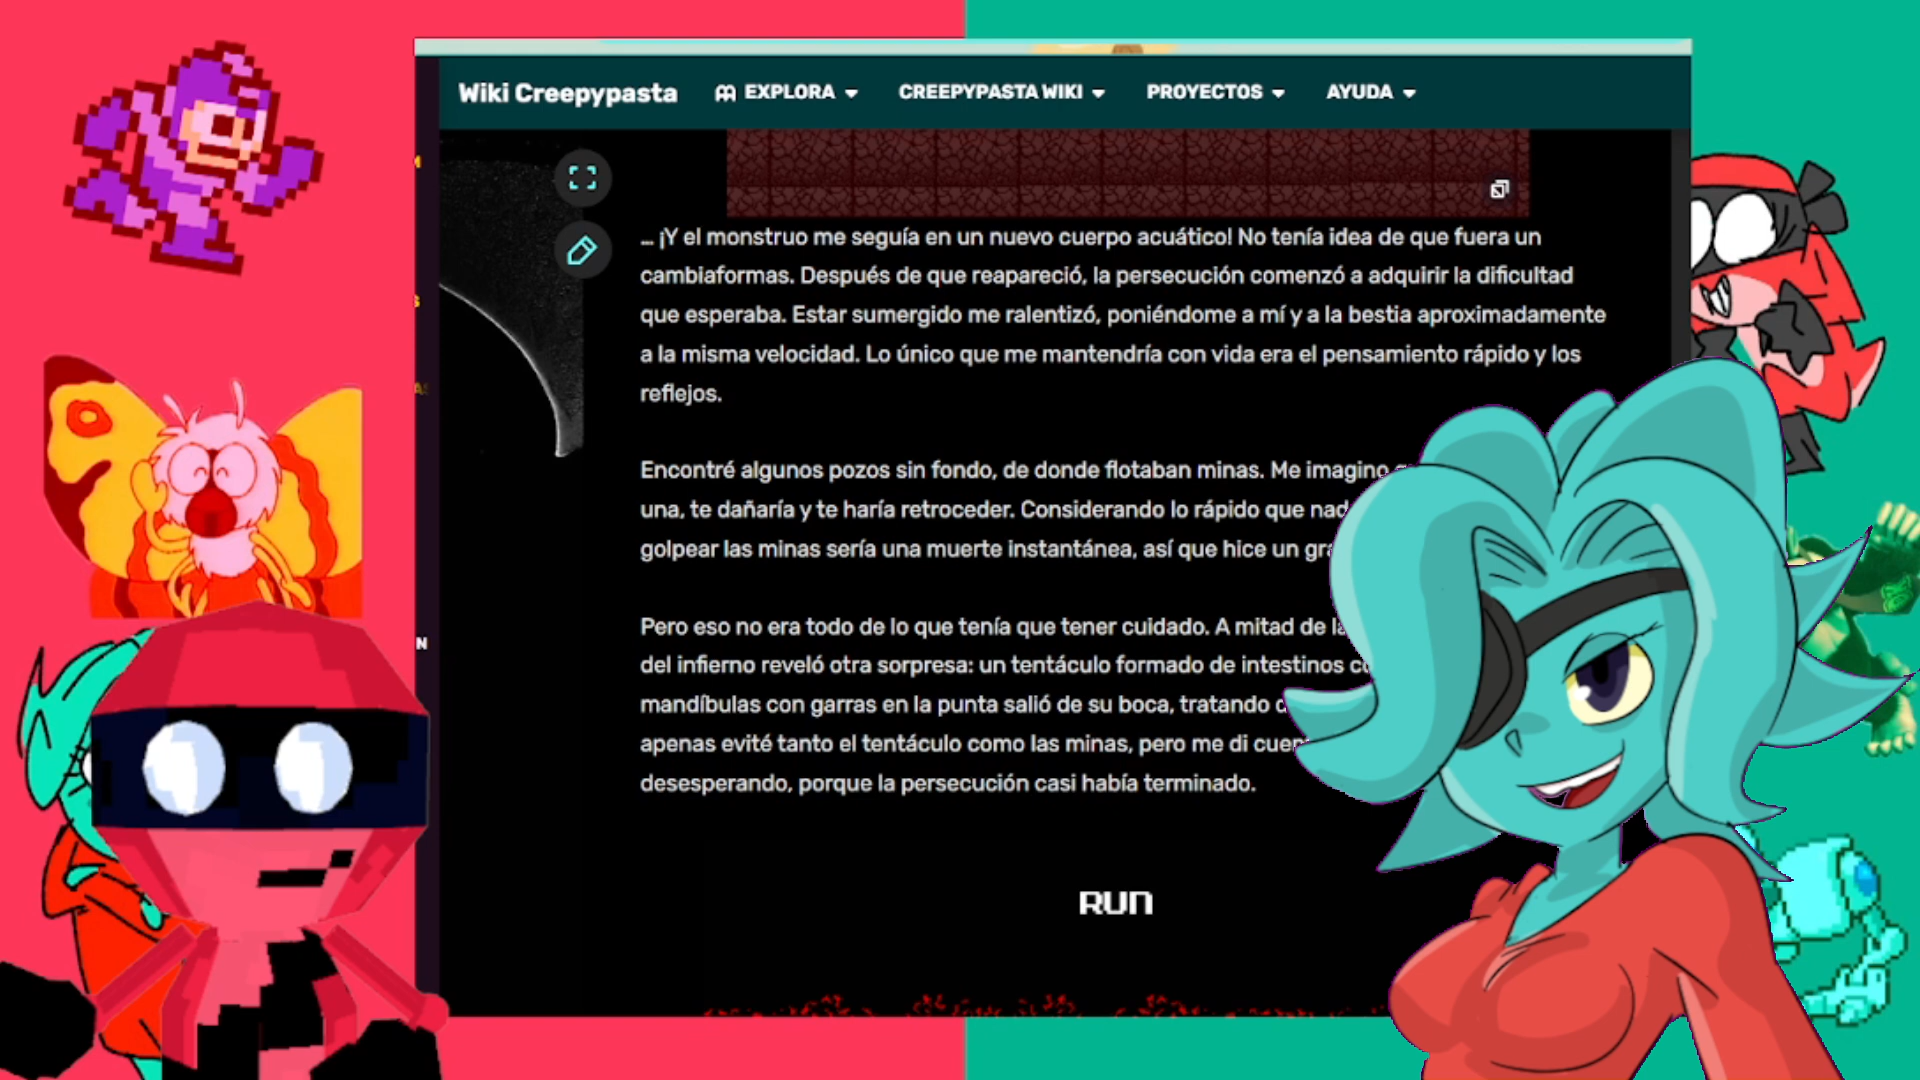 Wiki Creepypasta EXPLORA CREEPYPASTA WIKI PROYECTOS AYUDA
… ¡Y el monstruo me seguía en un nuevo cuerpo acuático! No tenía idea de que fuera un
cambiaformas. Después de que reapareció, la persecución comenzó a adquirir la dificultad
que esperaba. Estar sumergido me ralentizó, poniéndome a mí y a la bestia aproximadamente
a la misma velocidad. Lo único que me mantendría con vida era el pensamiento rápido y los
reflejos.
Encontré algunos pozos sin fondo, de donde flotaban minas. Me imagino
una, te dañaría y te haría retroceder. Considerando lo rápido que
golpear las minas sería una muerte instantánea, así que hice un
Pero eso no era todo de lo que tenía que tener cuidado. A mitad de
del infierno reveló otra sorpresa: un tentáculo formado de intestinos
mandíbulas con garras en la punta salió de su boca, tratando
apenas evité tanto el tentáculo como las minas, pero me di
desesperando, porque la persecución casi había terminado.
N
RUN